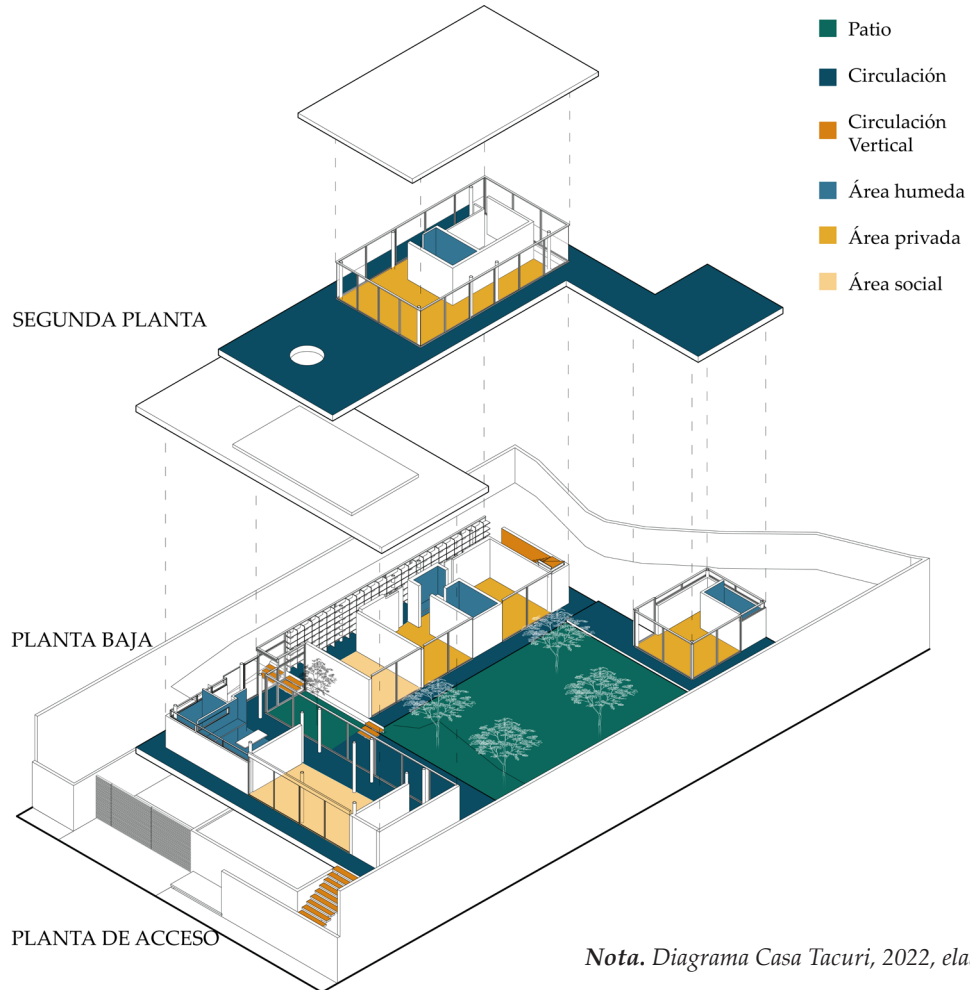 Patio
Circulación
Circulación
Vertical
Área humeda
Área privada
Área social
SEGUNDA PLANTA
PLANTA BAJA
PLANTA DE ACCESO
Nota. Diagrama Casa Tacuri, 2022, ela